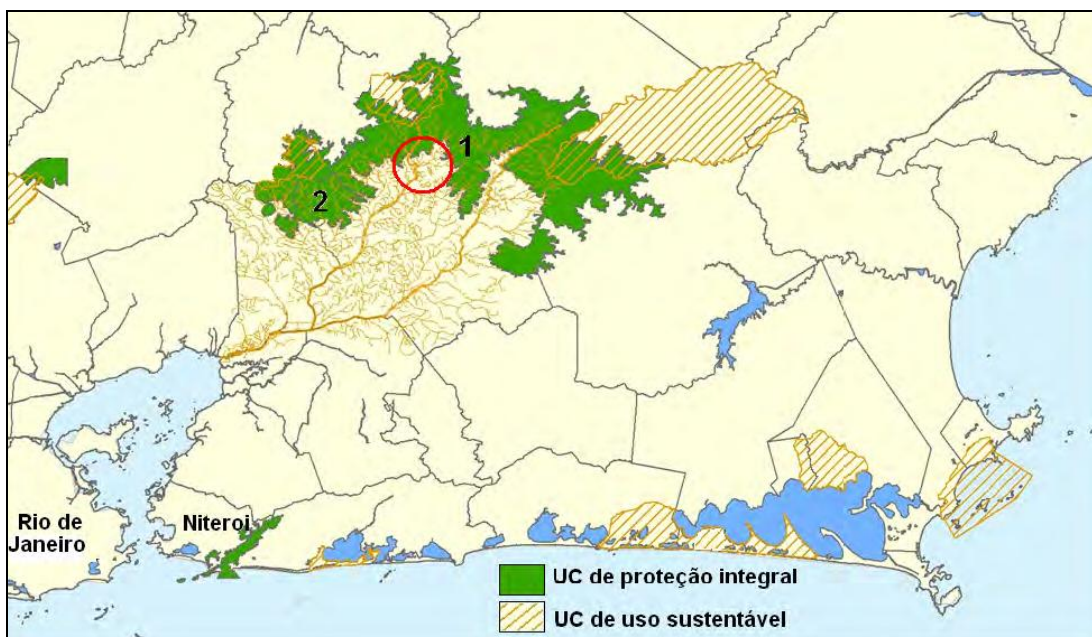 1
2
Rio de
Janeiro
Niteroi
UC de proteção integral
UC de uso sustentável